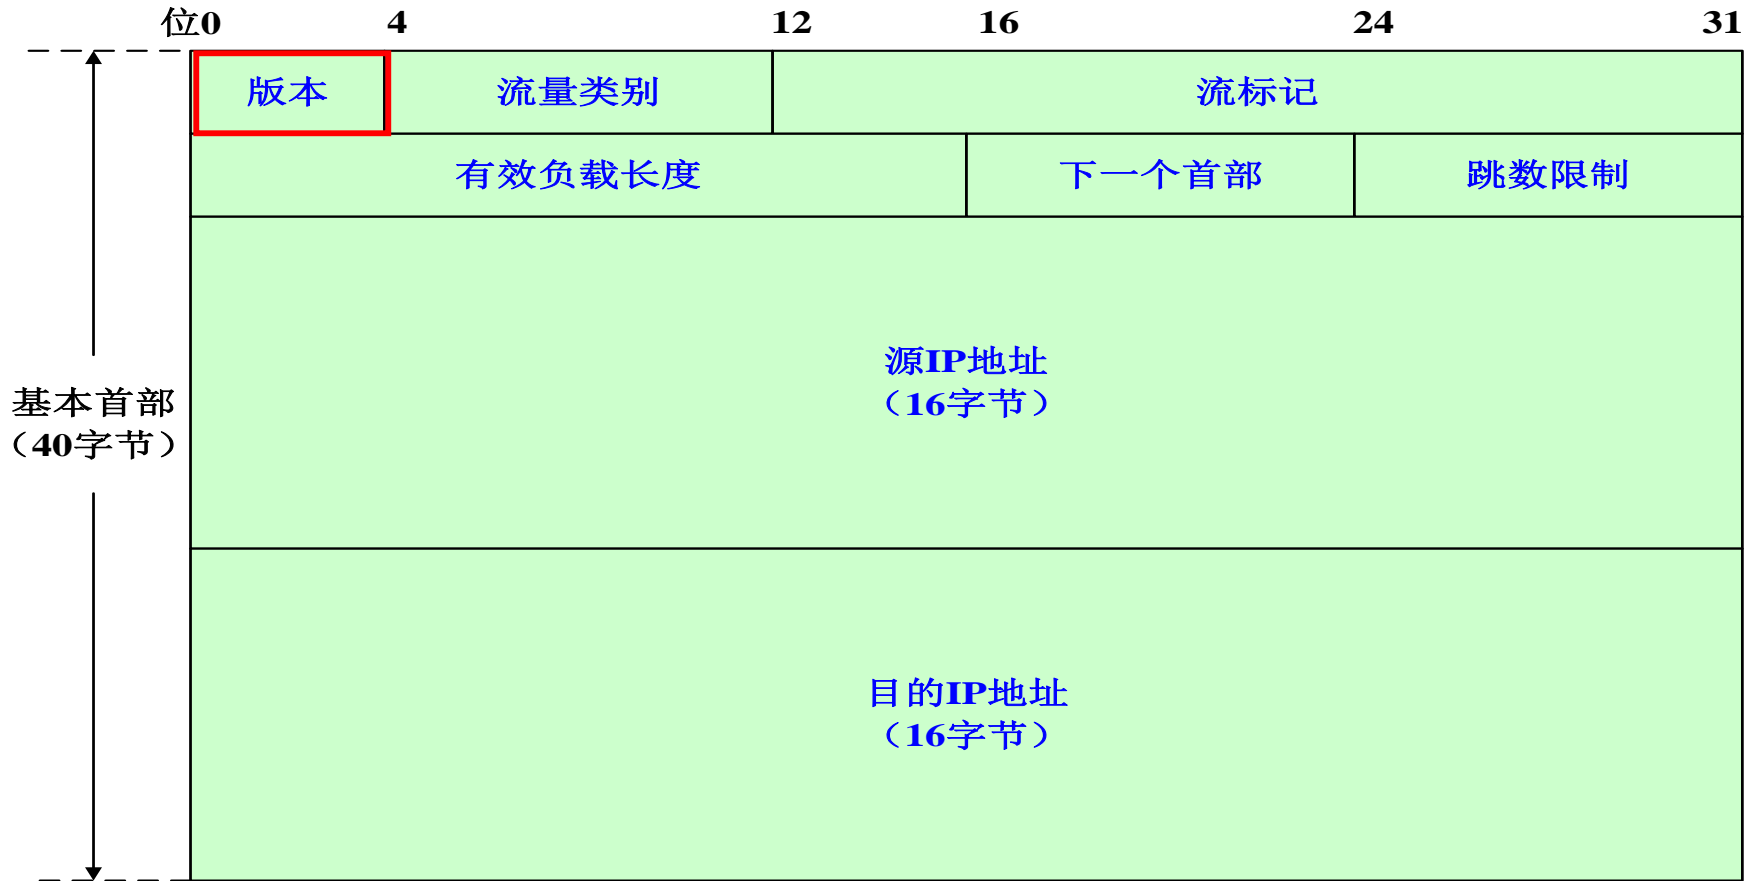 位0 4 12 16 24 31
版本 流量类别 流标记
有效负载长度 下一个首部 跳数限制
源IP地址
（16字节）
基本首部
（40字节）
目的IP地址
（16字节）